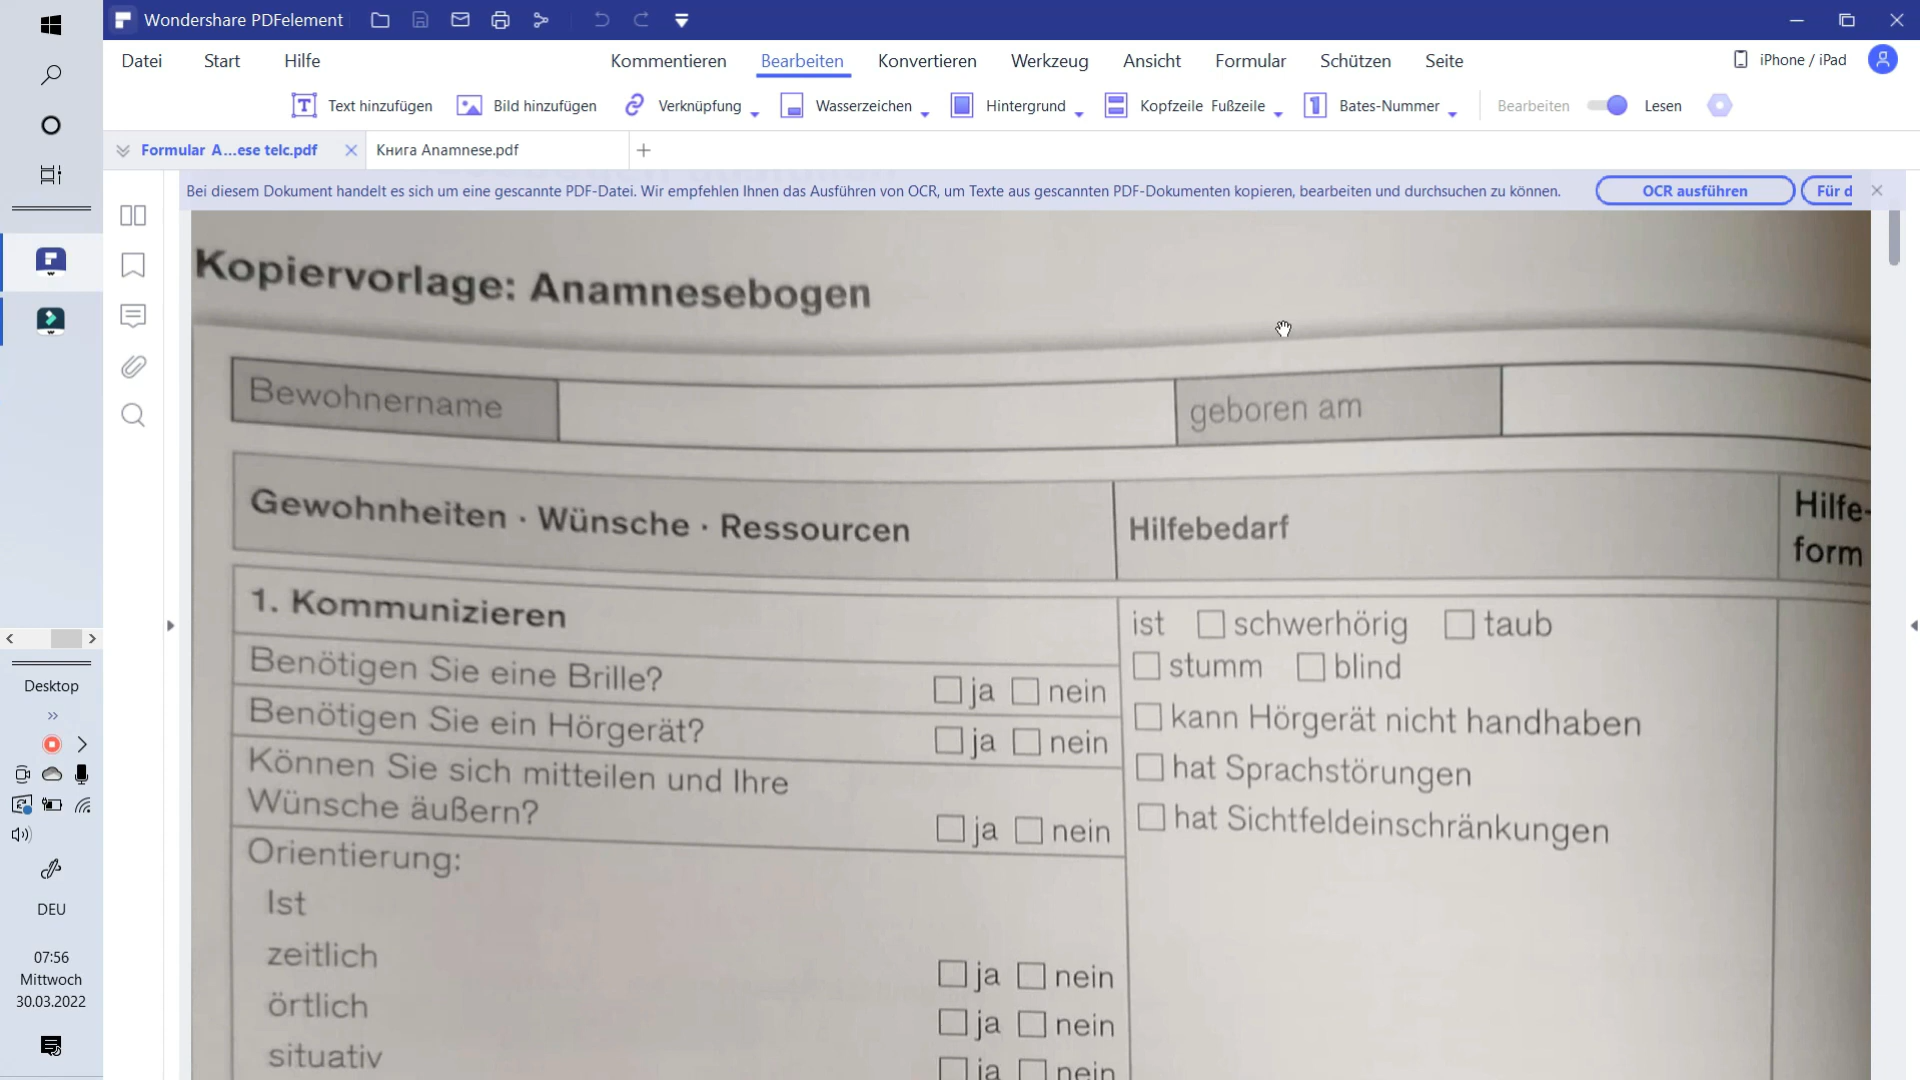 Wondershare PDFelement
Datei Start Hilfe Kommentieren Bearbeiten Konvertieren Werkzeug Ansicht Formular Schützen Seite iPhone / iPad
Text hinzufügen Bild hinzufügen Verknüpfung Wasserzeichen Hintergrund Kopfzeile Fußzeile Bates-Nummer Bearbeiten Lesen
Formular A...ese telc.pdf Книга Anamnese.pdf
Bei diesem Dokument handelt es sich um eine gescannte PDF-Datei. Wir empfehlen Ihnen das Ausführen von OCR, um Texte aus gescannten PDF-Dokumenten kopieren, bearbeiten und durchsuchen zu können. OCR ausführen Für d
Kopiervorlage: Anamnesebogen
Bewohnername geboren am
Gewohnheiten · Wünsche · Ressourcen Hilfebedarf Hilfe-
form
1. Kommunizieren
Benötigen Sie eine Brille? ja nein
Benötigen Sie ein Hörgerät? ja nein
Können Sie sich mitteilen und Ihre
Wünsche äußern? ja nein
Orientierung:
Ist
zeitlich ja nein
örtlich ja nein
situativ ja nein
ist schwerhörig taub
stumm blind
kann Hörgerät nicht handhaben
hat Sprachstörungen
hat Sichtfeldeinschränkungen
Desktop
DEU
07:56
Mittwoch
30.03.2022